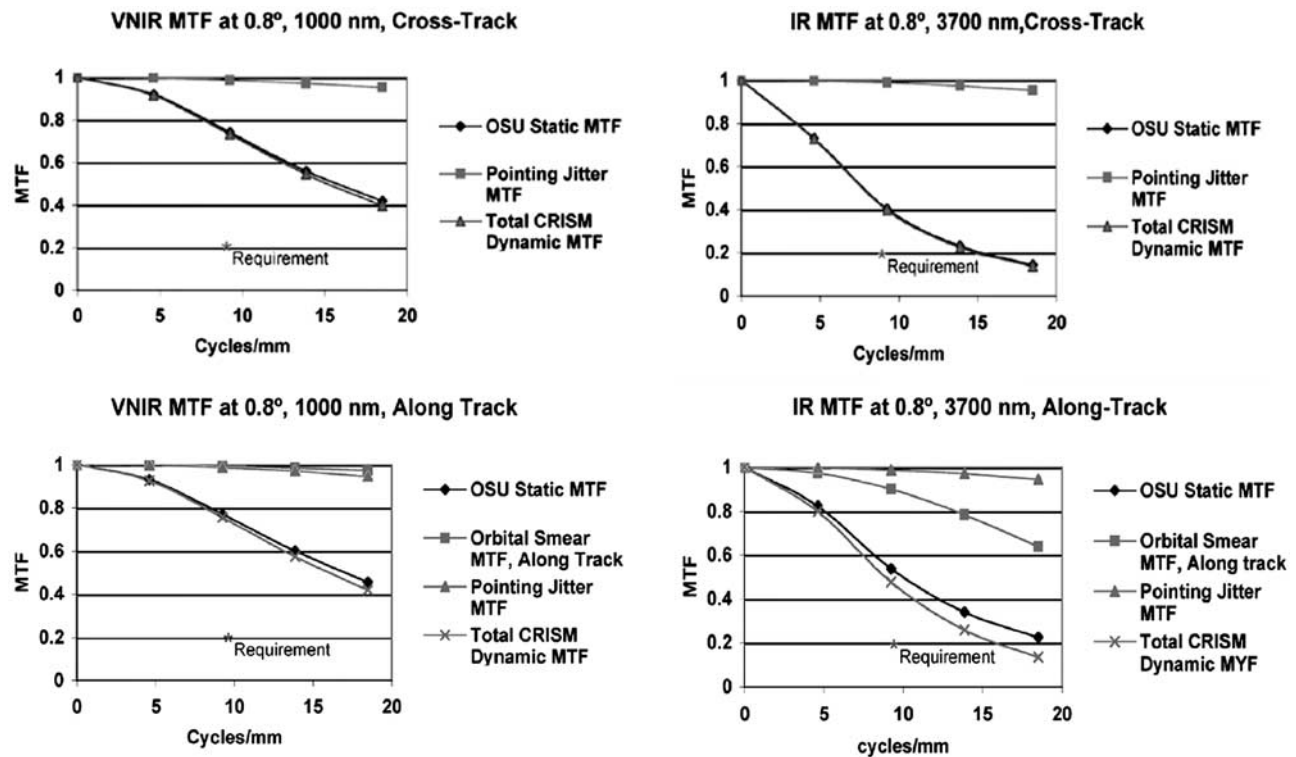 VNIR MTF at 0.8º, 1000 nm, Cross-Track
1
0.8
0.6
0.4
0.2
0
MTF
0 5 10 15 20
Cycles/mm
Requirement
OSU Static MTF
Pointing Jitter
MTF
Total CRISM
Dynamic MTF
IR MTF at 0.8º, 3700 nm,Cross-Track
1
0.8
0.6
0.4
0.2
0
MTF
0 5 10 15 20
Cycles/mm
Requirement
OSU Static MTF
Pointing Jitter
MTF
Total CRISM
Dynamic MTF
VNIR MTF at 0.8º, 1000 nm, Along Track
1
0.8
0.6
0.4
0.2
0
MTF
0 5 10 15 20
Cycles/mm
Requirement
OSU Static MTF
Orbital Smear
MTF, Along Track
Pointing Jitter
MTF
Total CRISM
Dynamic MTF
IR MTF at 0.8º, 3700 nm, Along-Track
1
0.8
0.6
0.4
0.2
0
MTF
0 5 10 15 20
cycles/mm
Requirement
OSU Static MTF
Orbital Smear
MTF, Along track
Pointing Jitter
MTF
Total CRISM
Dynamic MYF